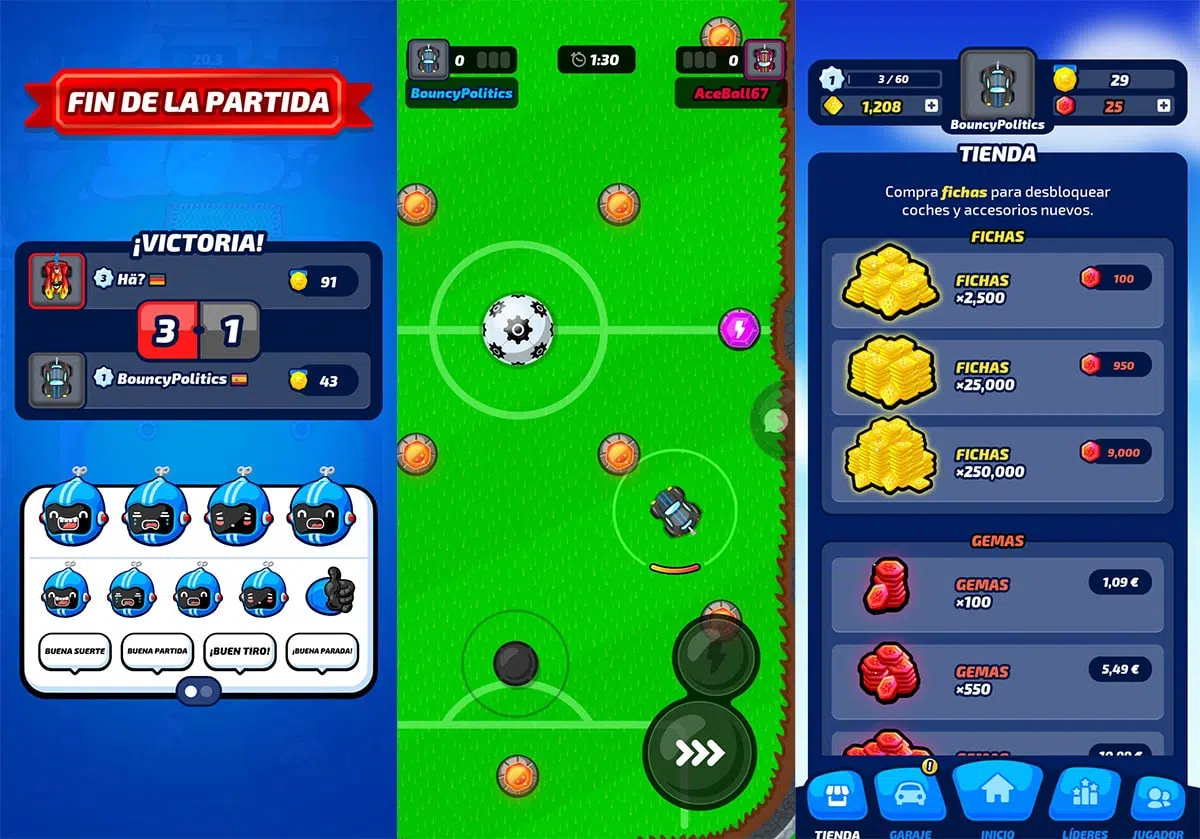 20.3
FIN DE LA PARTIDA
¡VICTORIA!
3 Hä? 91
3 1
1 BouncyPolitics 43
BUENA SUERTE
BUENA PARTIDA
¡BUEN TIRO!
¡BUENA PARADA!
0
1:30
0
BouncyPolitics
AceBall67
1 3 / 60
1,208
29
25
BouncyPolitics
TIENDA
Compra fichas para desbloquear
coches y accesorios nuevos.
FICHAS
FICHAS
×2,500
100
FICHAS
×25,000
950
FICHAS
×250,000
9,000
GEMAS
GEMAS
×100
1,09 €
GEMAS
×550
5,49 €
TIENDA
GARAJE
INICIO
LÍDERES
JUGADOR